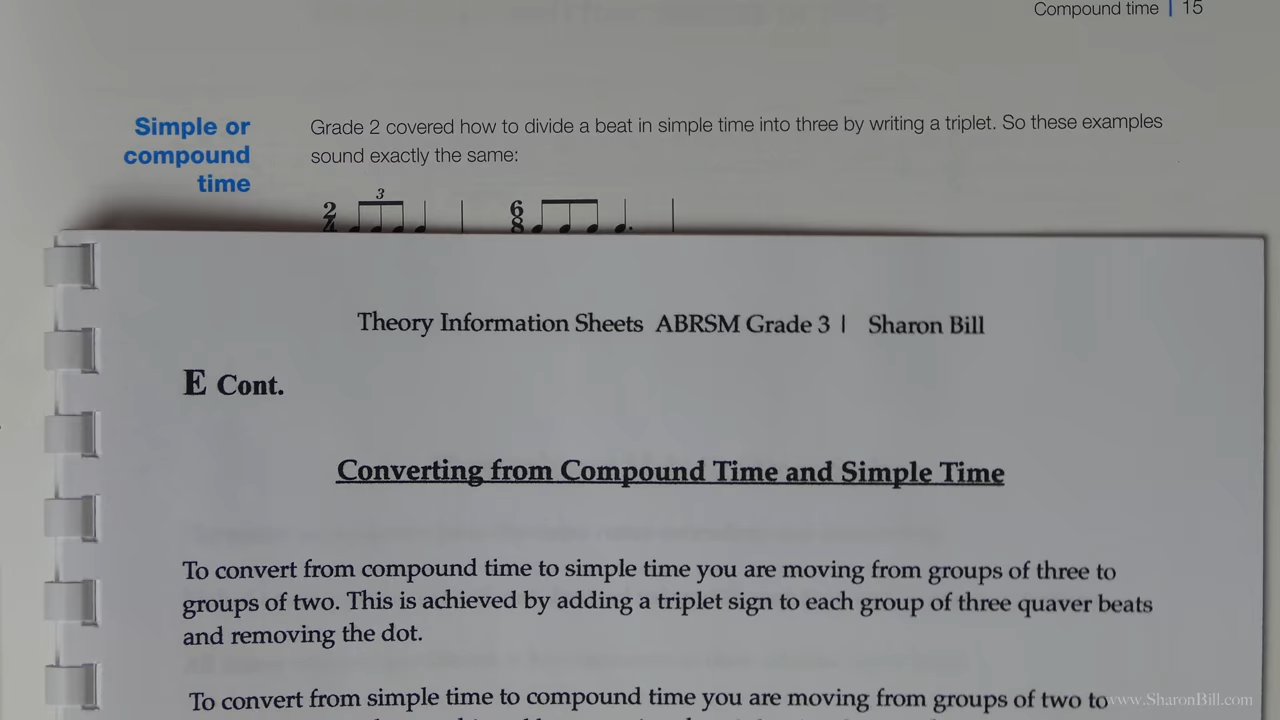 Compound time | 15
Simple or
compound
time
Grade 2 covered how to divide a beat in simple time into three by writing a triplet. So these examples
sound exactly the same:
3
2
6
8
Theory Information Sheets ABRSM Grade 3 | Sharon Bill
E Cont.
Converting from Compound Time and Simple Time
To convert from compound time to simple time you are moving from groups of three to
groups of two. This is achieved by adding a triplet sign to each group of three quaver beats
and removing the dot.
To convert from simple time to compound time you are moving from groups of two to
www.SharonBill.com